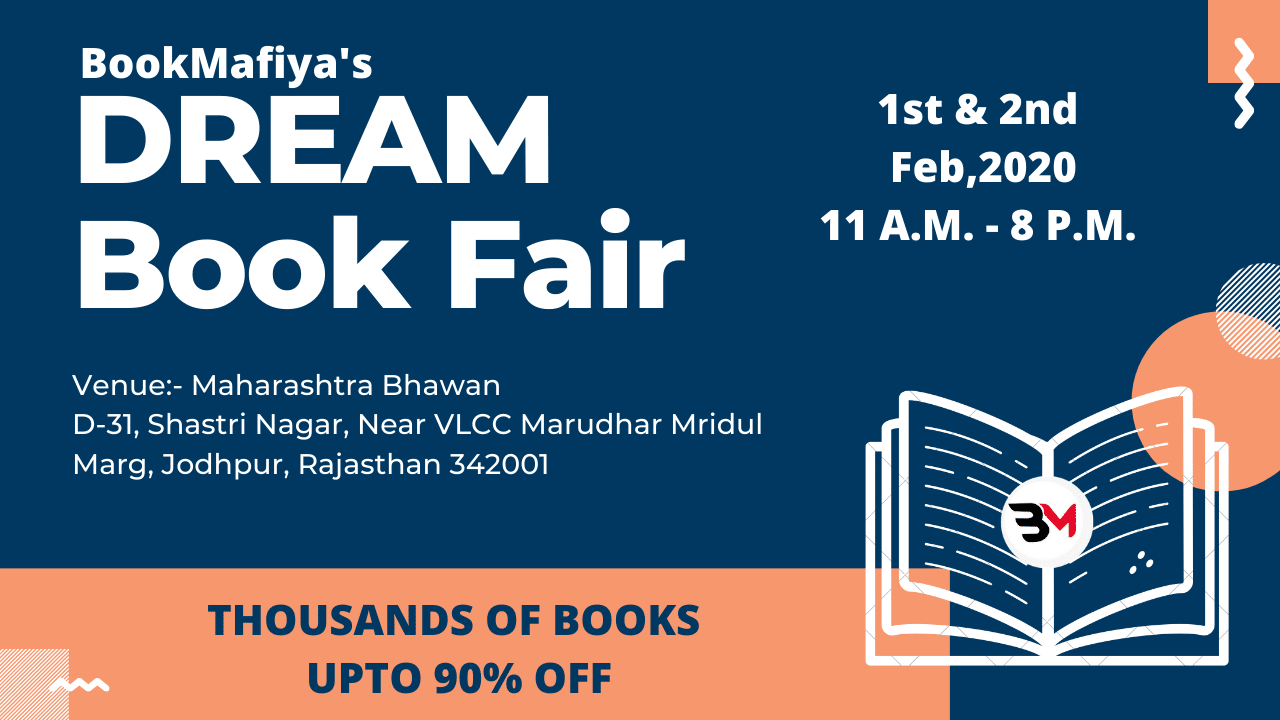 BookMafiya's
DREAM
Book Fair
1st & 2nd
Feb,2020
11 A.M. - 8 P.M.
Venue:- Maharashtra Bhawan
D-31, Shastri Nagar, Near VLCC Marudhar Mridul
Marg, Jodhpur, Rajasthan 342001
BM
THOUSANDS OF BOOKS
UPTO 90% OFF